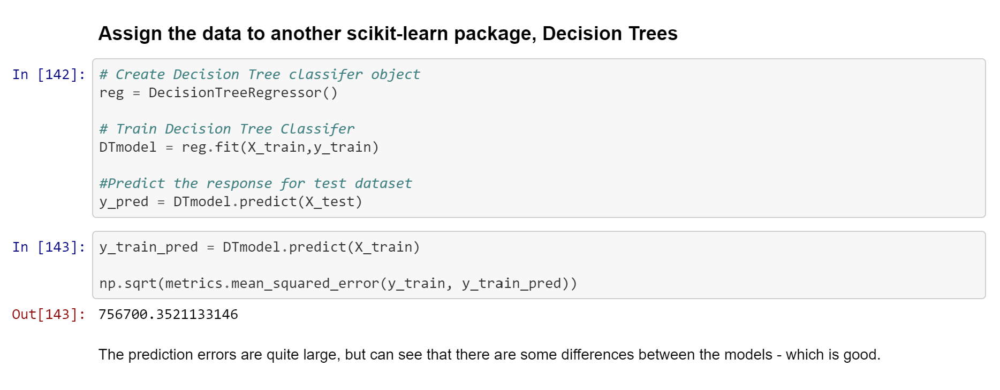 Assign the data to another scikit-learn package, Decision Trees
In [142]:
# Create Decision Tree classifer object
reg = DecisionTreeRegressor()
# Train Decision Tree Classifer
DTmodel = reg.fit(X_train,y_train)
#Predict the response for test dataset
y_pred = DTmodel.predict(X_test)
In [143]:
y_train_pred = DTmodel.predict(X_train)
np.sqrt(metrics.mean_squared_error(y_train, y_train_pred))
Out[143]:
756700.3521133146
The prediction errors are quite large, but can see that there are some differences between the models - which is good.